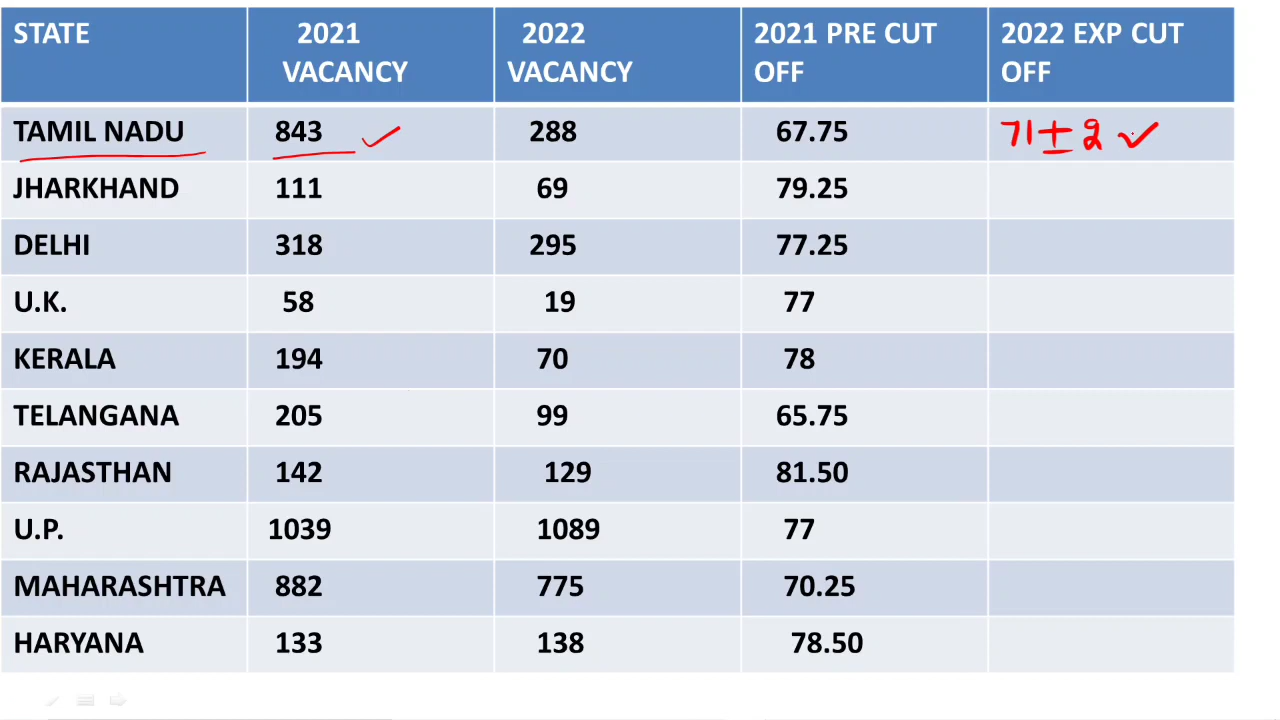 STATE 2021 VACANCY 2022 VACANCY 2021 PRE CUT OFF 2022 EXP CUT OFF
TAMIL NADU 843 288 67.75 71 ± 2
JHARKHAND 111 69 79.25
DELHI 318 295 77.25
U.K. 58 19 77
KERALA 194 70 78
TELANGANA 205 99 65.75
RAJASTHAN 142 129 81.50
U.P. 1039 1089 77
MAHARASHTRA 882 775 70.25
HARYANA 133 138 78.50